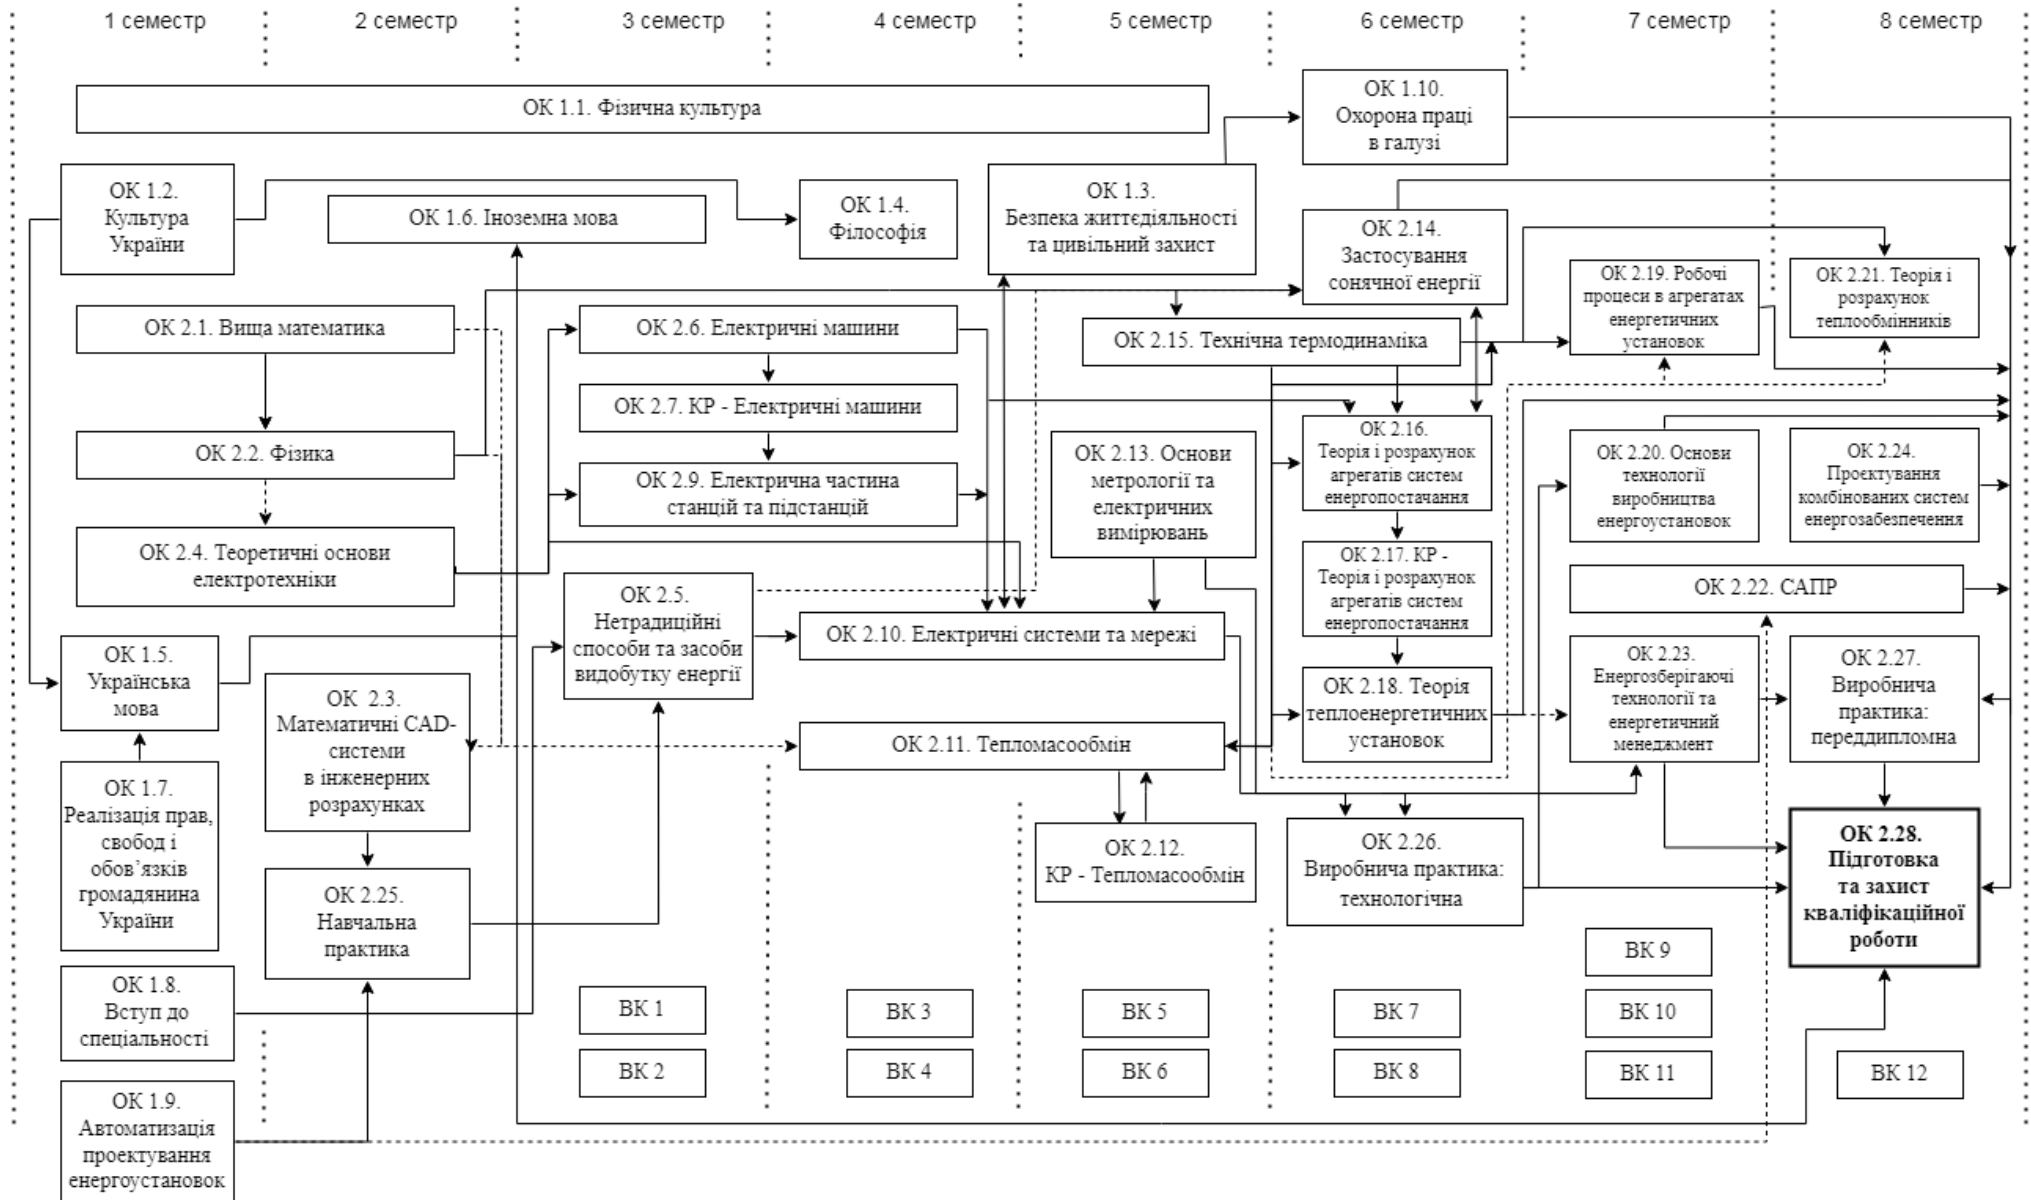 1 семестр
2 семестр
3 семестр
4 семестр
5 семестр
6 семестр
7 семестр
8 семестр
ОК 1.1. Фізична культура
ОК 1.10.
Охорона праці
в галузі
ОК 1.2.
Культура
України
ОК 1.6. Іноземна мова
ОК 1.4.
Філософія
ОК 1.3.
Безпека життєдіяльності
та цивільний захист
ОК 2.14.
Застосування
сонячної енергії
ОК 2.19. Робочі
процеси в агрегатах
енергетичних
установок
ОК 2.21. Теорія і
розрахунок
теплообмінників
ОК 2.1. Вища математика
ОК 2.6. Електричні машини
ОК 2.15. Технічна термодинаміка
ОК 2.7. КР - Електричні машини
ОК 2.2. Фізика
ОК 2.9. Електрична частина
станцій та підстанцій
ОК 2.13. Основи
метрології та
електричних
вимірювань
ОК 2.16.
Теорія і розрахунок
агрегатів систем
енергопостачання
ОК 2.20. Основи
технології
виробництва
енергоустановок
ОК 2.24.
Проєктування
комбінованих систем
енергозабезпечення
ОК 2.4. Теоретичні основи
електротехніки
ОК 2.17. КР -
Теорія і розрахунок
агрегатів систем
енергопостачання
ОК 2.5.
Нетрадиційні
способи та засоби
видобутку енергії
ОК 2.10. Електричні системи та мережі
ОК 2.22. САПР
ОК 1.5.
Українська
мова
ОК 2.3.
Математичні CAD-
системи
в інженерних
розрахунках
ОК 2.11. Тепломасообмін
ОК 2.18. Теорія
теплоенергетичних
установок
ОК 2.23.
Енергозберігаючі
технології та
енергетичний
менеджмент
ОК 2.27.
Виробнича
практика:
переддипломна
ОК 1.7.
Реалізація прав,
свобод і
обов’язків
громадянина
України
ОК 2.25.
Навчальна
практика
ОК 2.12.
КР - Тепломасообмін
ОК 2.26.
Виробнича практика:
технологічна
ОК 2.28.
Підготовка
та захист
кваліфікаційної
роботи
ОК 1.8.
Вступ до
спеціальності
ВК 9
ВК 1
ВК 3
ВК 5
ВК 7
ВК 10
ВК 2
ВК 4
ВК 6
ВК 8
ВК 11
ВК 12
ОК 1.9.
Автоматизація
проектування
енергоустановок